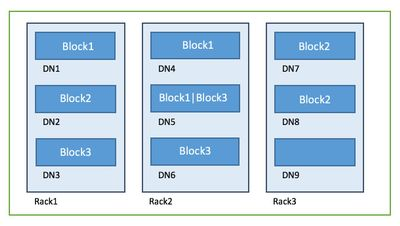 Block1
DN1
Block2
DN2
Block3
DN3
Rack1
Block1
DN4
Block1|Block3
DN5
Block3
DN6
Rack2
Block2
DN7
Block2
DN8
DN9
Rack3